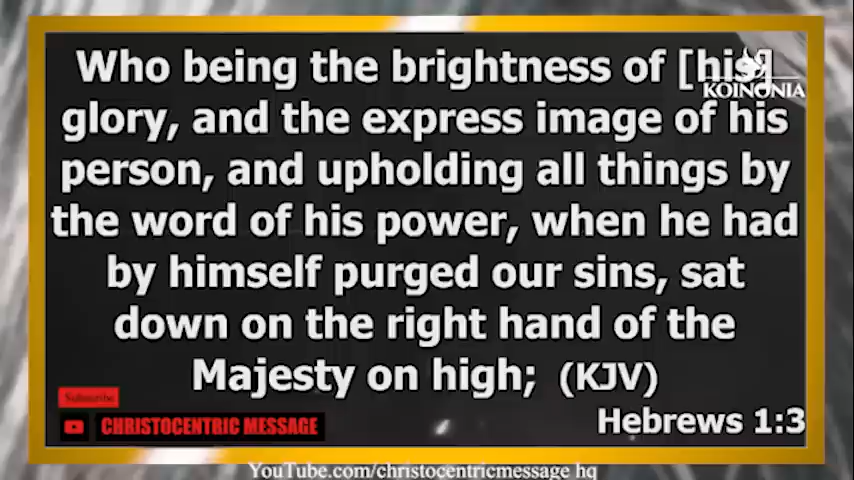 Who being the brightness of [his]
KOINONIA
glory, and the express image of his
person, and upholding all things by
the word of his power, when he had
by himself purged our sins, sat
down on the right hand of the
Majesty on high; (KJV)
Subscribe
CHRISTOCENTRIC MESSAGE
Hebrews 1:3
YouTube.com/christocentricmessage hq